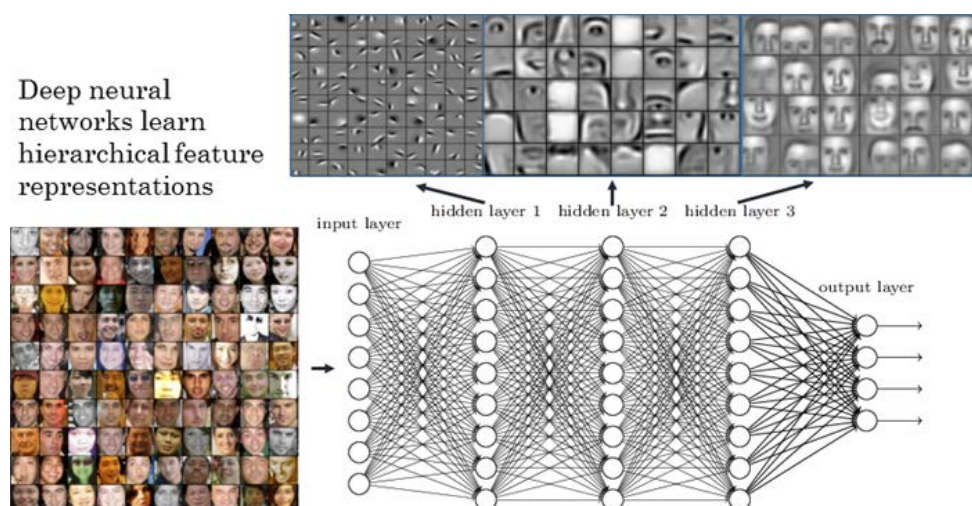 Deep neural
networks learn
hierarchical feature
representations
input layer
hidden layer 1
hidden layer 2
hidden layer 3
output layer